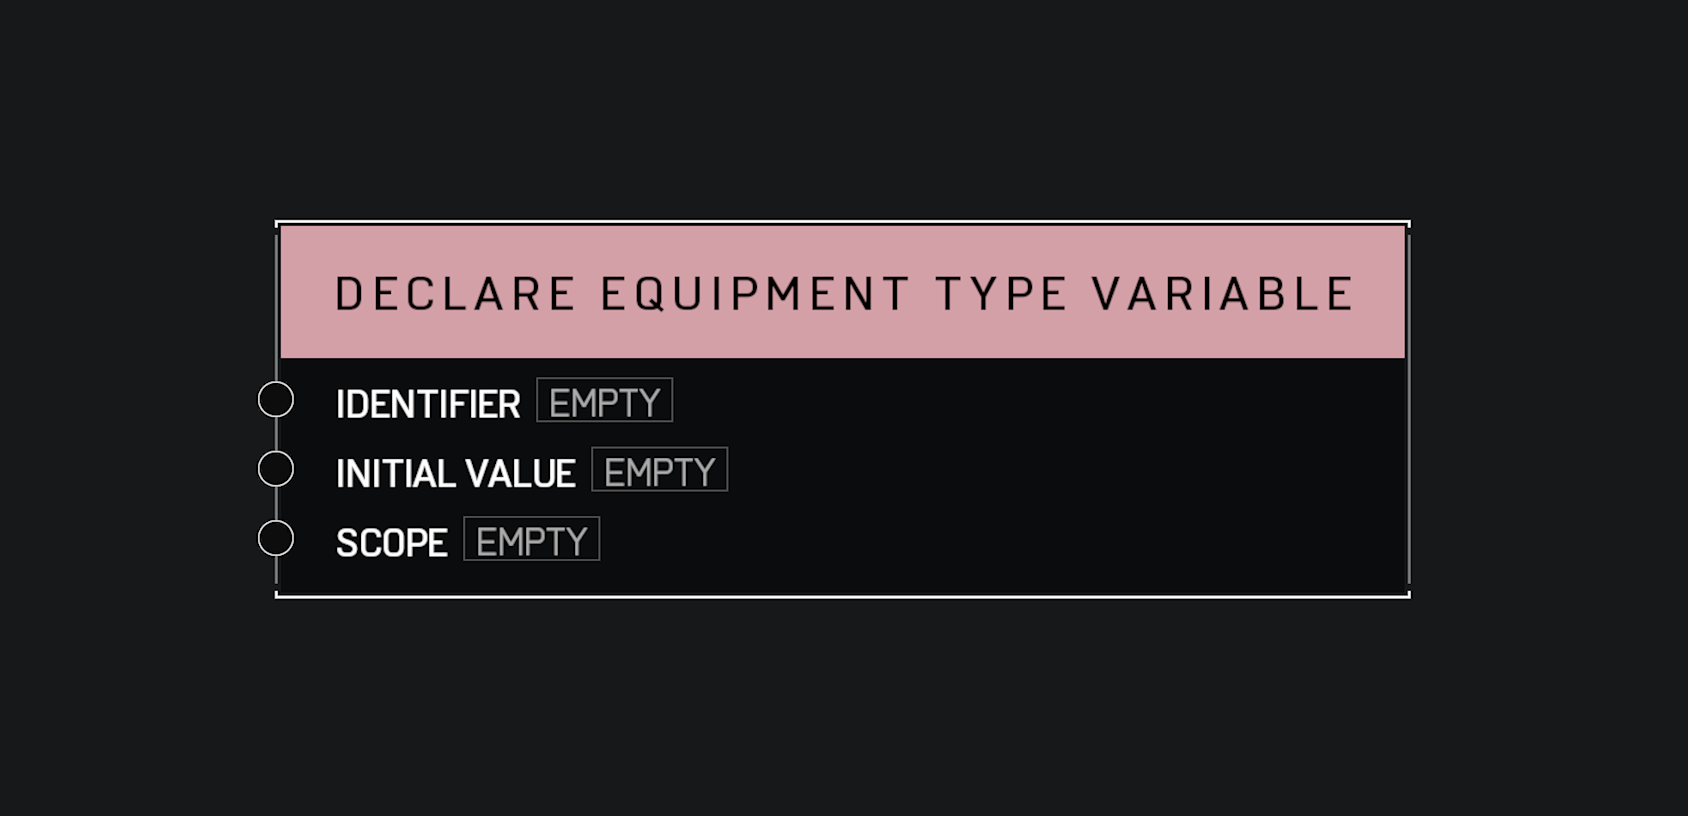 DECLARE EQUIPMENT TYPE VARIABLE
IDENTIFIER EMPTY
INITIAL VALUE EMPTY
SCOPE EMPTY